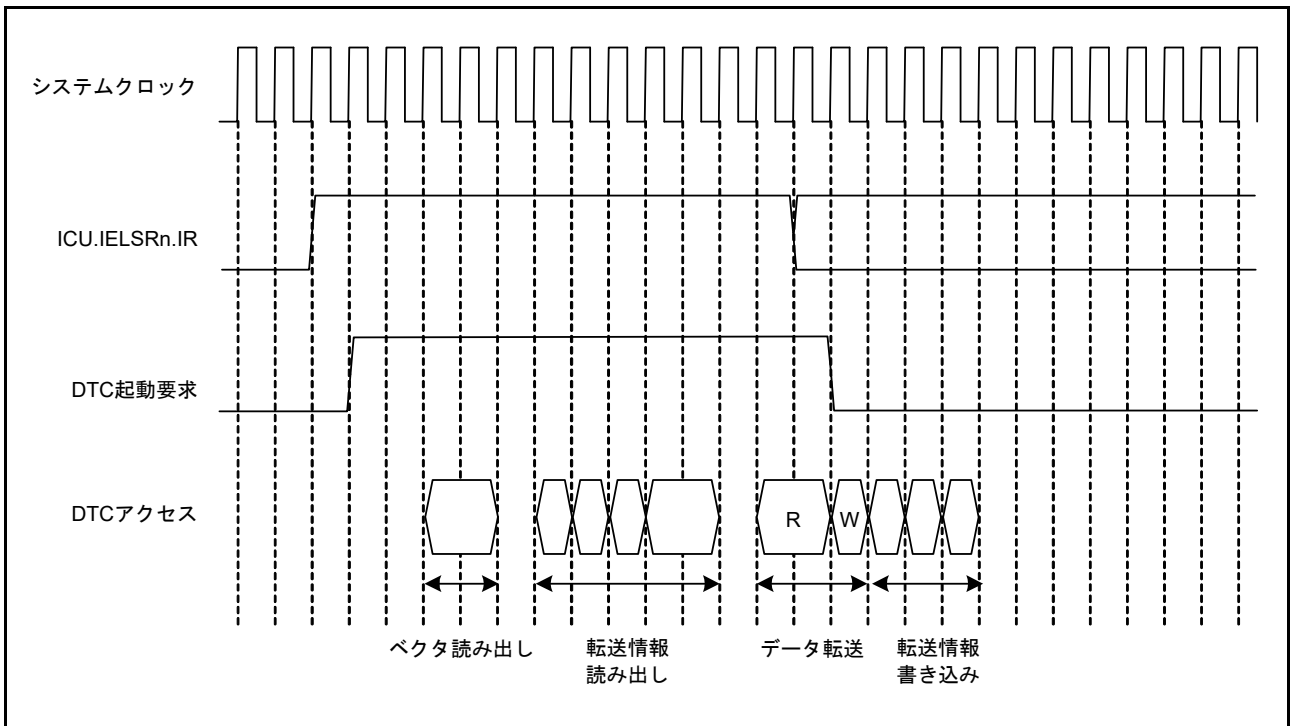 システムクロック
ICU.IELSRn.IR
DTC起動要求
DTCアクセス
R
W
ベクタ読み出し
転送情報
読み出し
データ転送
転送情報
書き込み